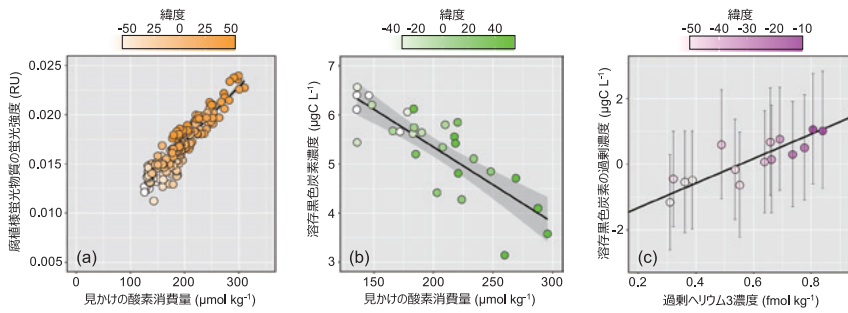 緯度
-50 0 50
腐植様蛍光物質の蛍光強度 (RU)
0.025
0.020
0.015
0.010
0.005
(a)
0 100 200 300
見かけの酸素消費量 (μmol kg⁻¹)
緯度
-40 0 40
溶存黒色炭素濃度 (μgC L⁻¹)
7
6
5
4
3
(b)
150 200 250 300
見かけの酸素消費量 (μmol kg⁻¹)
緯度
-50 -40 -30 -20 -10
溶存黒色炭素の過剰濃度 (μgC L⁻¹)
2
0
-2
(c)
0.2 0.4 0.6 0.8 1.0
過剰ヘリウム3濃度 (fmol kg⁻¹)